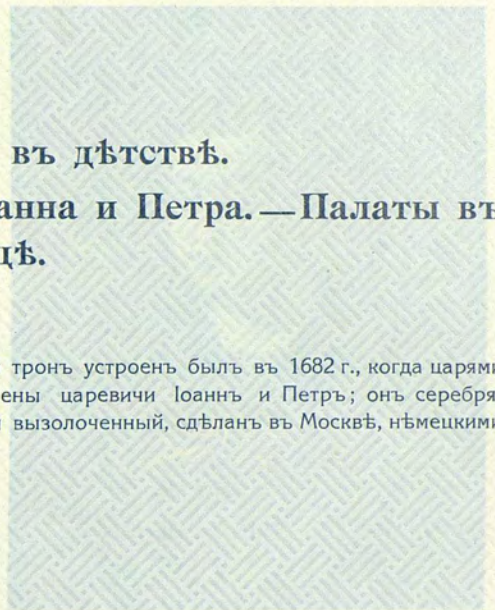 въ дѣтствѣ.
анна и Петра. — Палаты въ
цѣ.
тронъ устроенъ былъ въ 1682 г., когда царями
ены царевичи Іоаннъ и Петръ; онъ серебря
вызолоченный, сдѣланъ въ Москвѣ, нѣмецкими